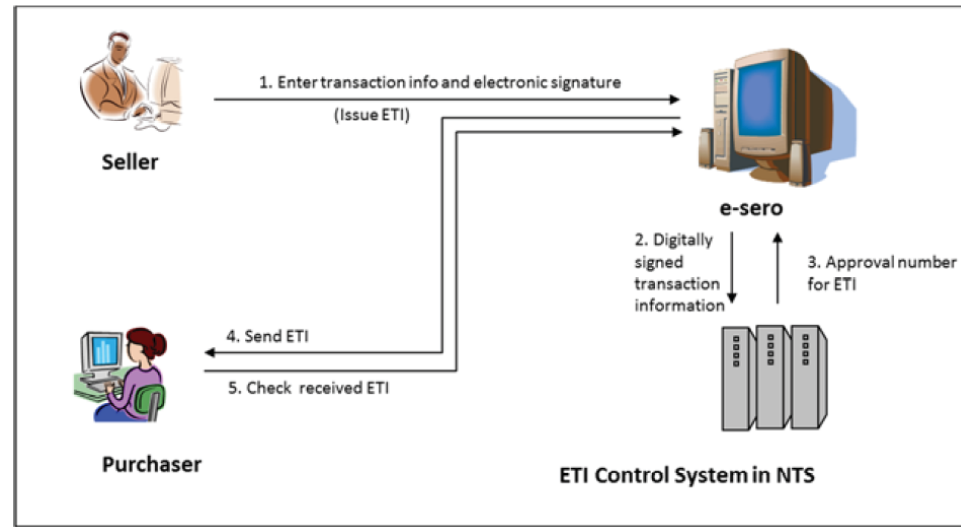 1. Enter transaction info and electronic signature
(Issue ETI)
Seller
e-sero
2. Digitally
signed
transaction
information
3. Approval number
for ETI
4. Send ETI
5. Check received ETI
Purchaser
ETI Control System in NTS